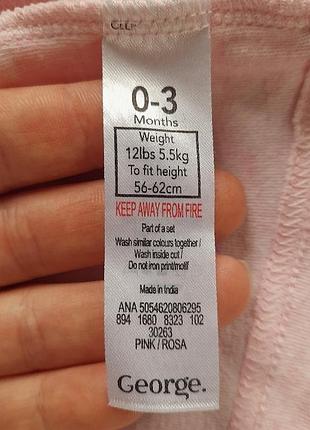 0-3
Months
Weight
12lbs 5.5kg
To fit height
56-62cm
KEEP AWAY FROM FIRE
Part of a set
Wash similar colours together /
Wash inside out /
Do not iron print/motif
Made in India
ANA 5054620806295
894 1680 8323 102
30263
PINK / ROSA
George.